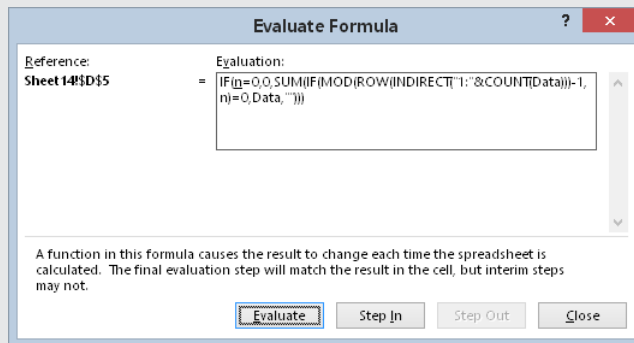 Evaluate Formula
?
×
Reference:
Evaluation:
Sheet14!$D$5
=
IF(n=0,0,SUM(IF(MOD(ROW(INDIRECT("1:"&COUNT(Data)))-1,
n)=0,Data,"")))
A function in this formula causes the result to change each time the spreadsheet is
calculated. The final evaluation step will match the result in the cell, but interim steps
may not.
Evaluate
Step In
Step Out
Close